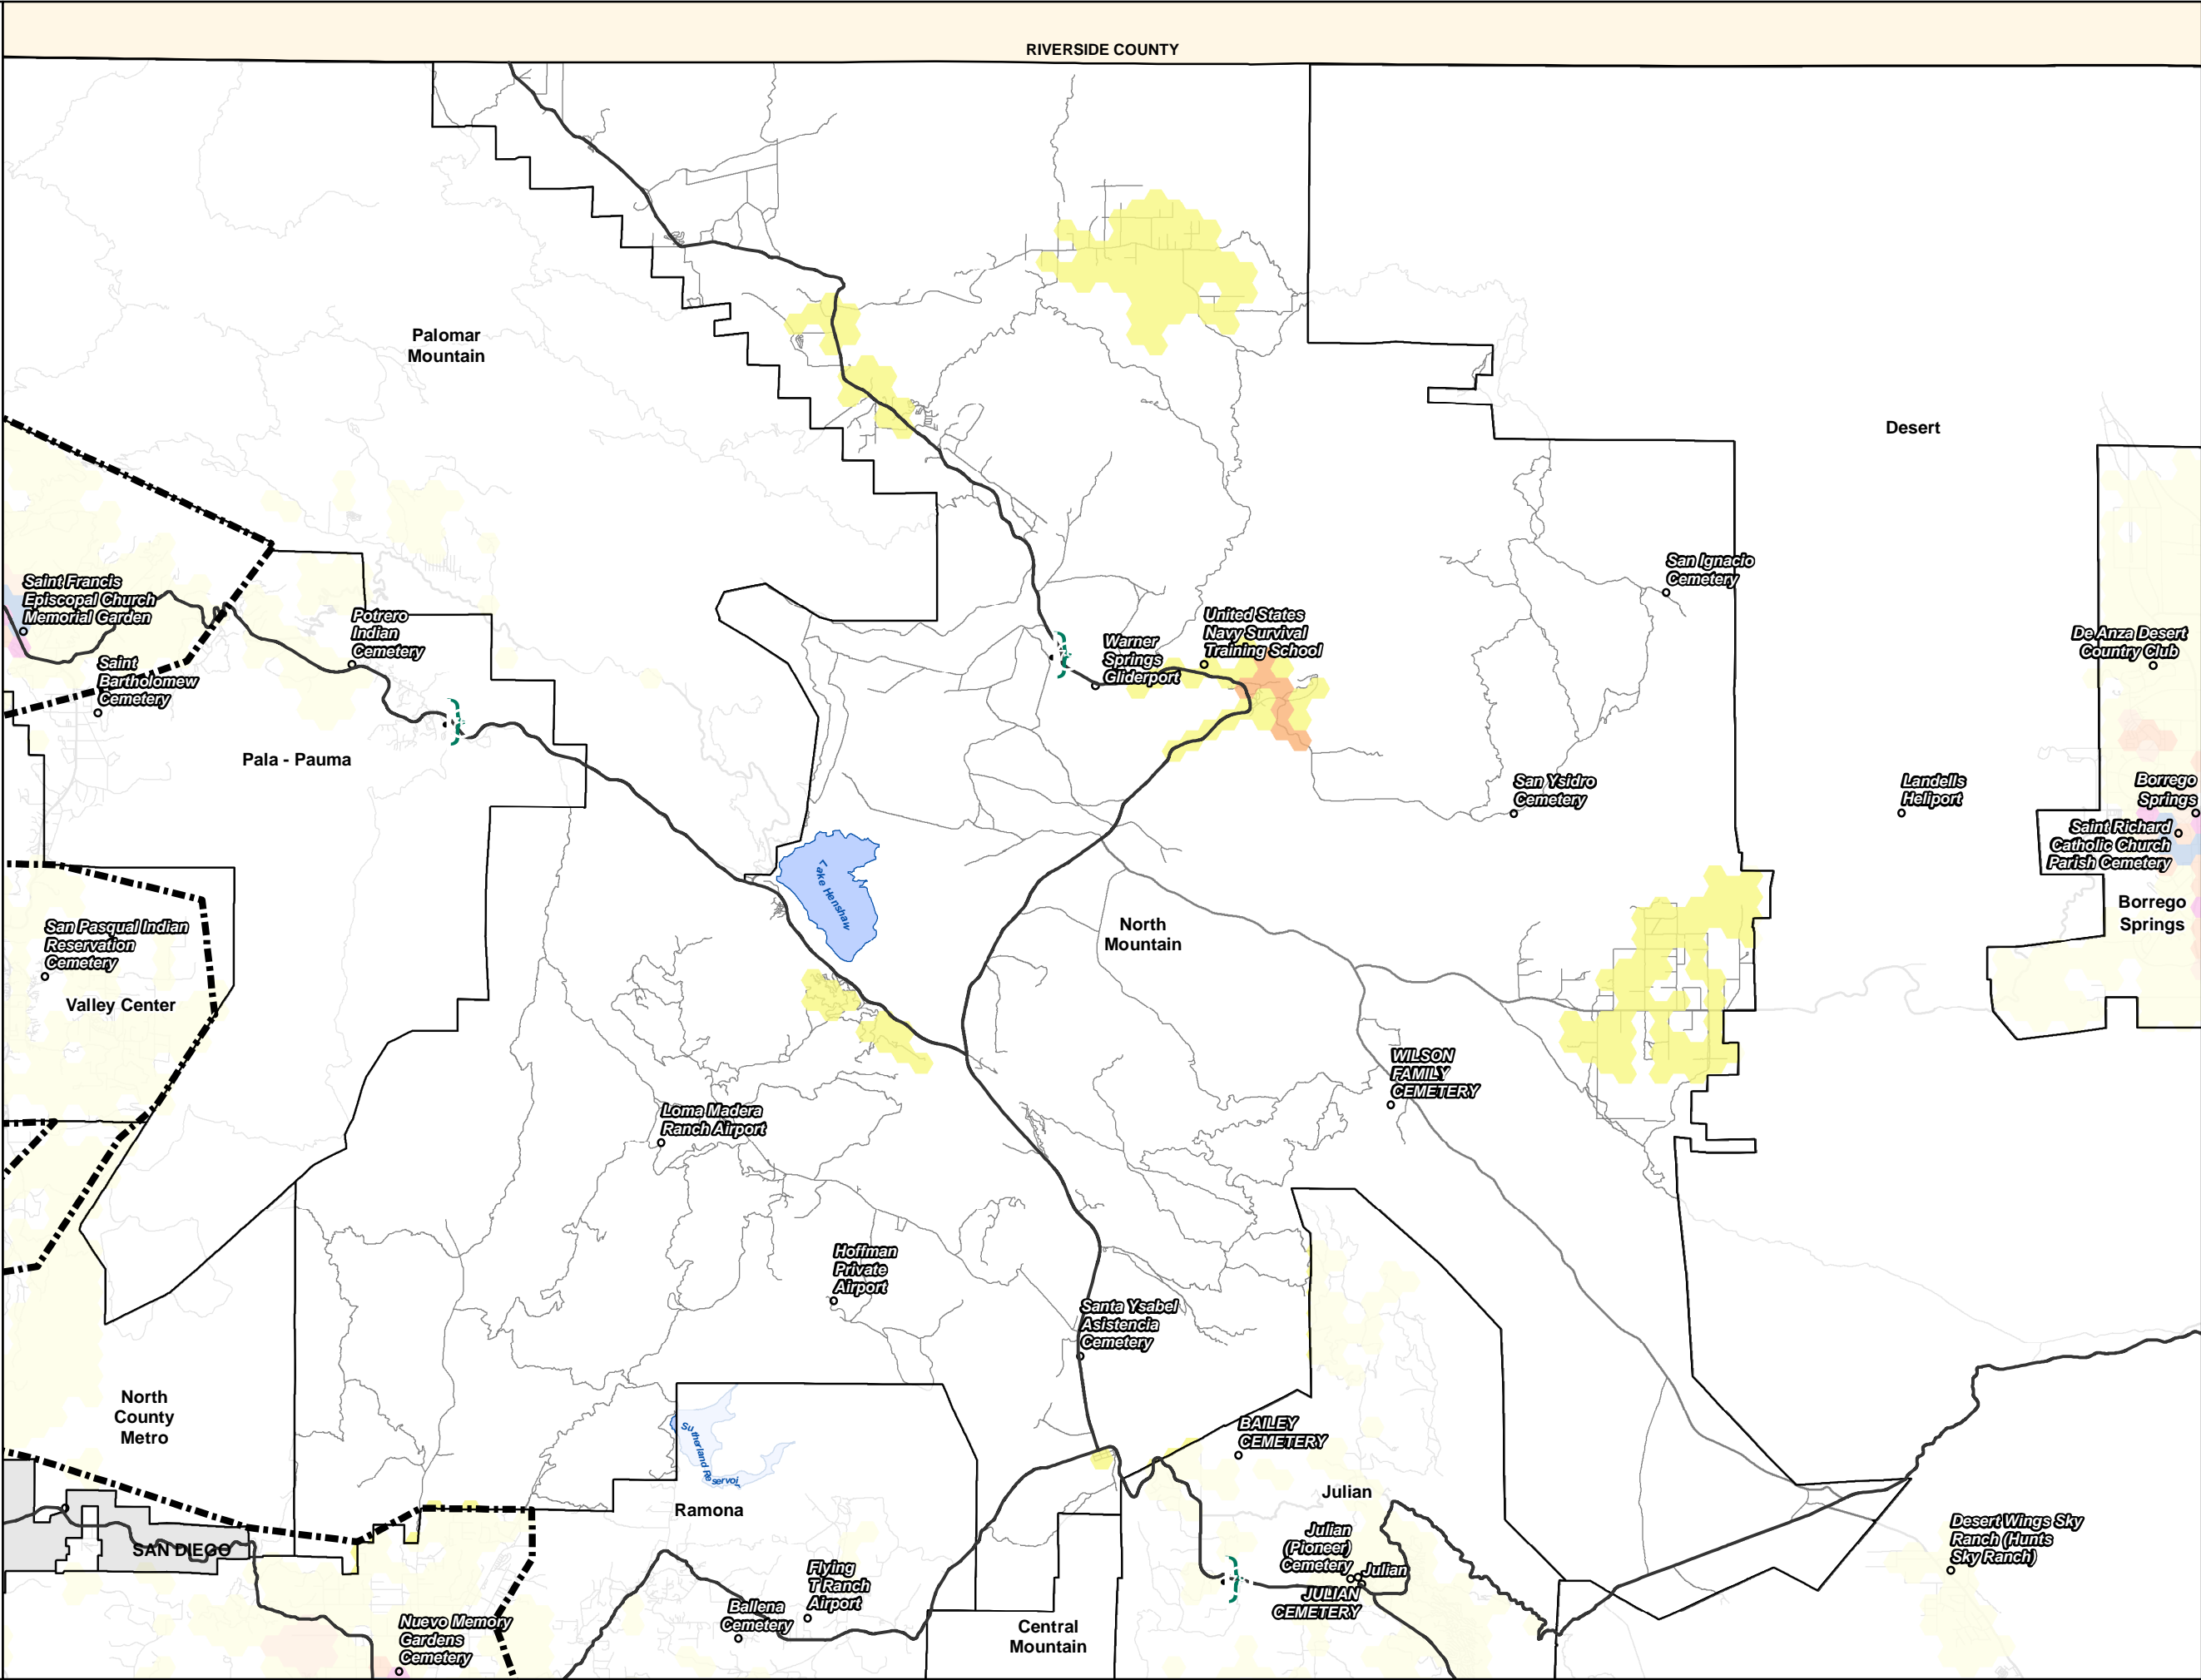 RIVERSIDE COUNTY
Palomar
Mountain
Desert
Saint Francis
Episcopal Church
Memorial Garden
Potrero
Indian
Cemetery
Saint
Bartholomew
Cemetery
Pala - Pauma
Warner
Springs
Gliderport
United States
Navy Survival
Training School
San Ignacio
Cemetery
De Anza Desert
Country Club
San Ysidro
Cemetery
Landells
Heliport
Borrego
Springs
Saint Richard
Catholic Church
Parish Cemetery
Borrego
Springs
Lake Henshaw
North
Mountain
San Pasqual Indian
Reservation
Cemetery
Valley Center
WILSON
FAMILY
CEMETERY
Loma Madera
Ranch Airport
Hoffman
Private
Airport
Santa Ysabel
Asistencia
Cemetery
North
County
Metro
Sutherland Reservoi
BAILEY
CEMETERY
Ramona
Julian
SAN DIEGO
Julian
(Pioneer)
Cemetery
Julian
JULIAN
CEMETERY
Desert Wings Sky
Ranch (Hunts
Sky Ranch)
Flying
T Ranch
Airport
Ballena
Cemetery
Nuevo Memory
Gardens
Cemetery
Central
Mountain